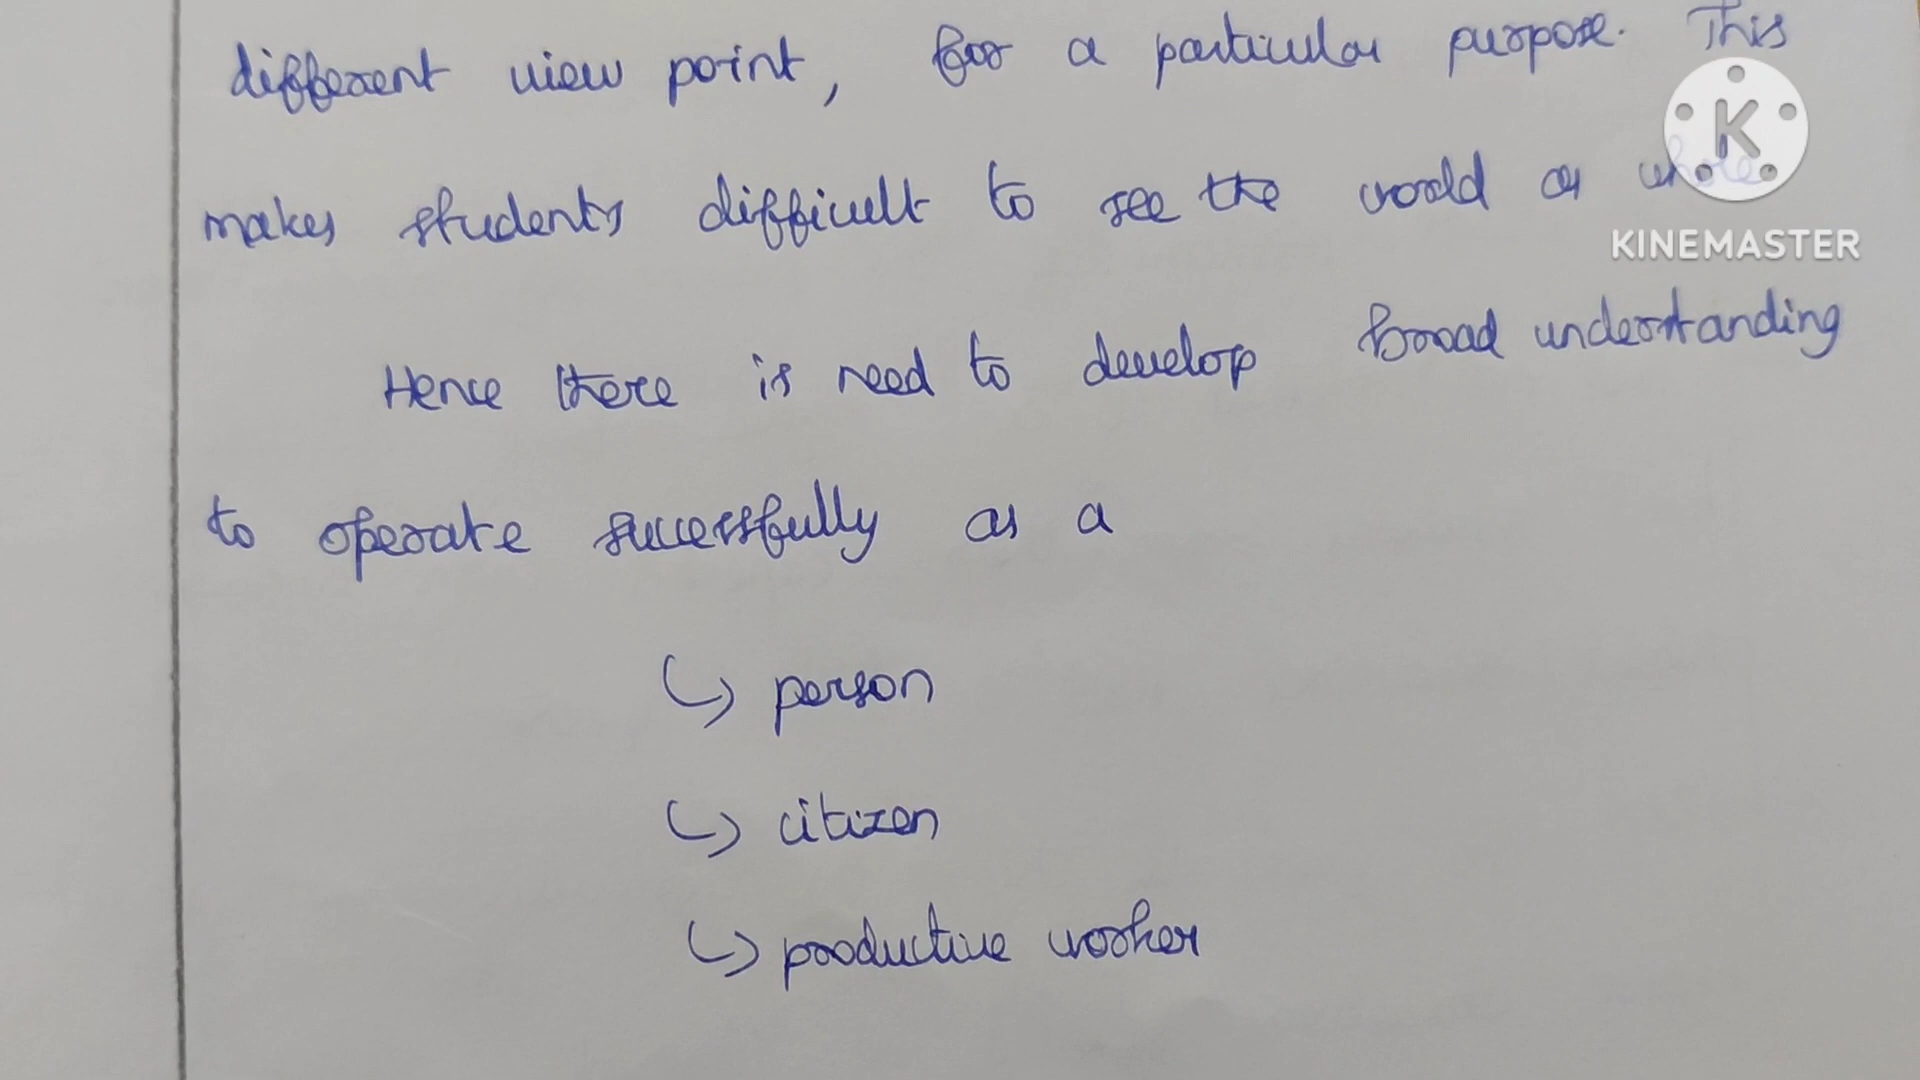 different view point, for a particular purpose. This
makes students difficult to see the world as whole
KINEMASTER
Hence there is need to develop broad understanding
to operate successfully as a
↳ person
↳ citizen
↳ productive worker